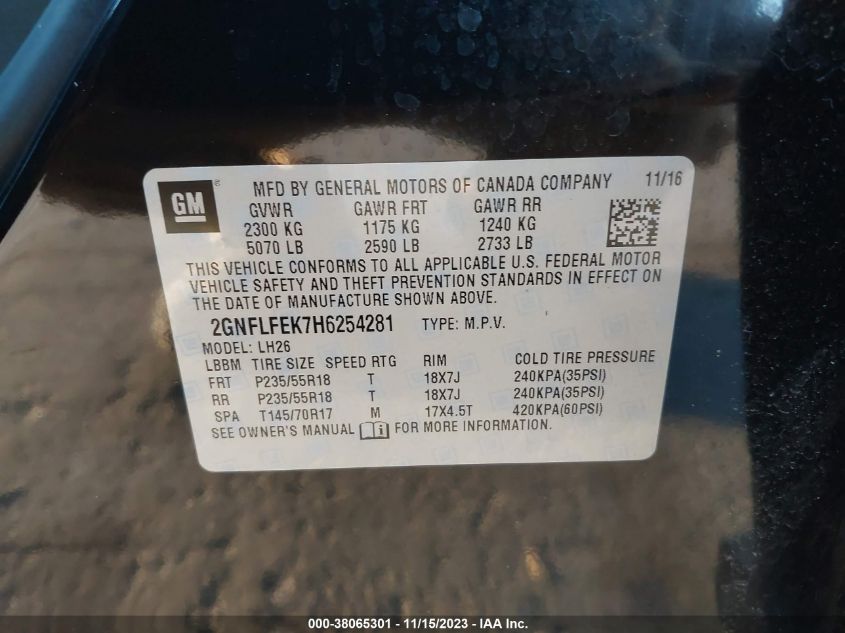 GM ® MFD BY GENERAL MOTORS OF CANADA COMPANY 11/16
GVWR GAWR FRT GAWR RR
2300 KG 1175 KG 1240 KG
5070 LB 2590 LB 2733 LB
THIS VEHICLE CONFORMS TO ALL APPLICABLE U.S. FEDERAL MOTOR
VEHICLE SAFETY AND THEFT PREVENTION STANDARDS IN EFFECT ON
THE DATE OF MANUFACTURE SHOWN ABOVE.
2GNFLFEK7H6254281 TYPE: M.P.V.
MODEL: LH26
LBBM TIRE SIZE SPEED RTG RIM COLD TIRE PRESSURE
FRT P235/55R18 T 18X7J 240KPA(35PSI)
RR P235/55R18 T 18X7J 240KPA(35PSI)
SPA T145/70R17 M 17X4.5T 420KPA(60PSI)
SEE OWNER'S MANUAL FOR MORE INFORMATION.
000-38065301 - 11/15/2023 - IAA Inc.